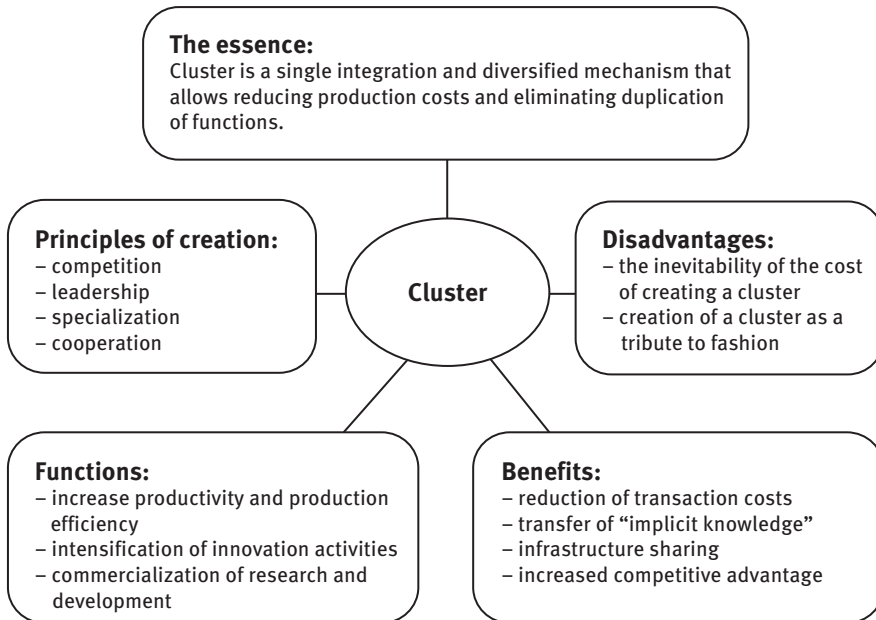 The essence:
Cluster is a single integration and diversified mechanism that
allows reducing production costs and eliminating duplication
of functions.
Principles of creation:
– competition
– leadership
– specialization
– cooperation
Cluster
Disadvantages:
– the inevitability of the cost
of creating a cluster
– creation of a cluster as a
tribute to fashion
Functions:
– increase productivity and production
efficiency
– intensification of innovation activities
– commercialization of research and
development
Benefits:
– reduction of transaction costs
– transfer of “implicit knowledge”
– infrastructure sharing
– increased competitive advantage